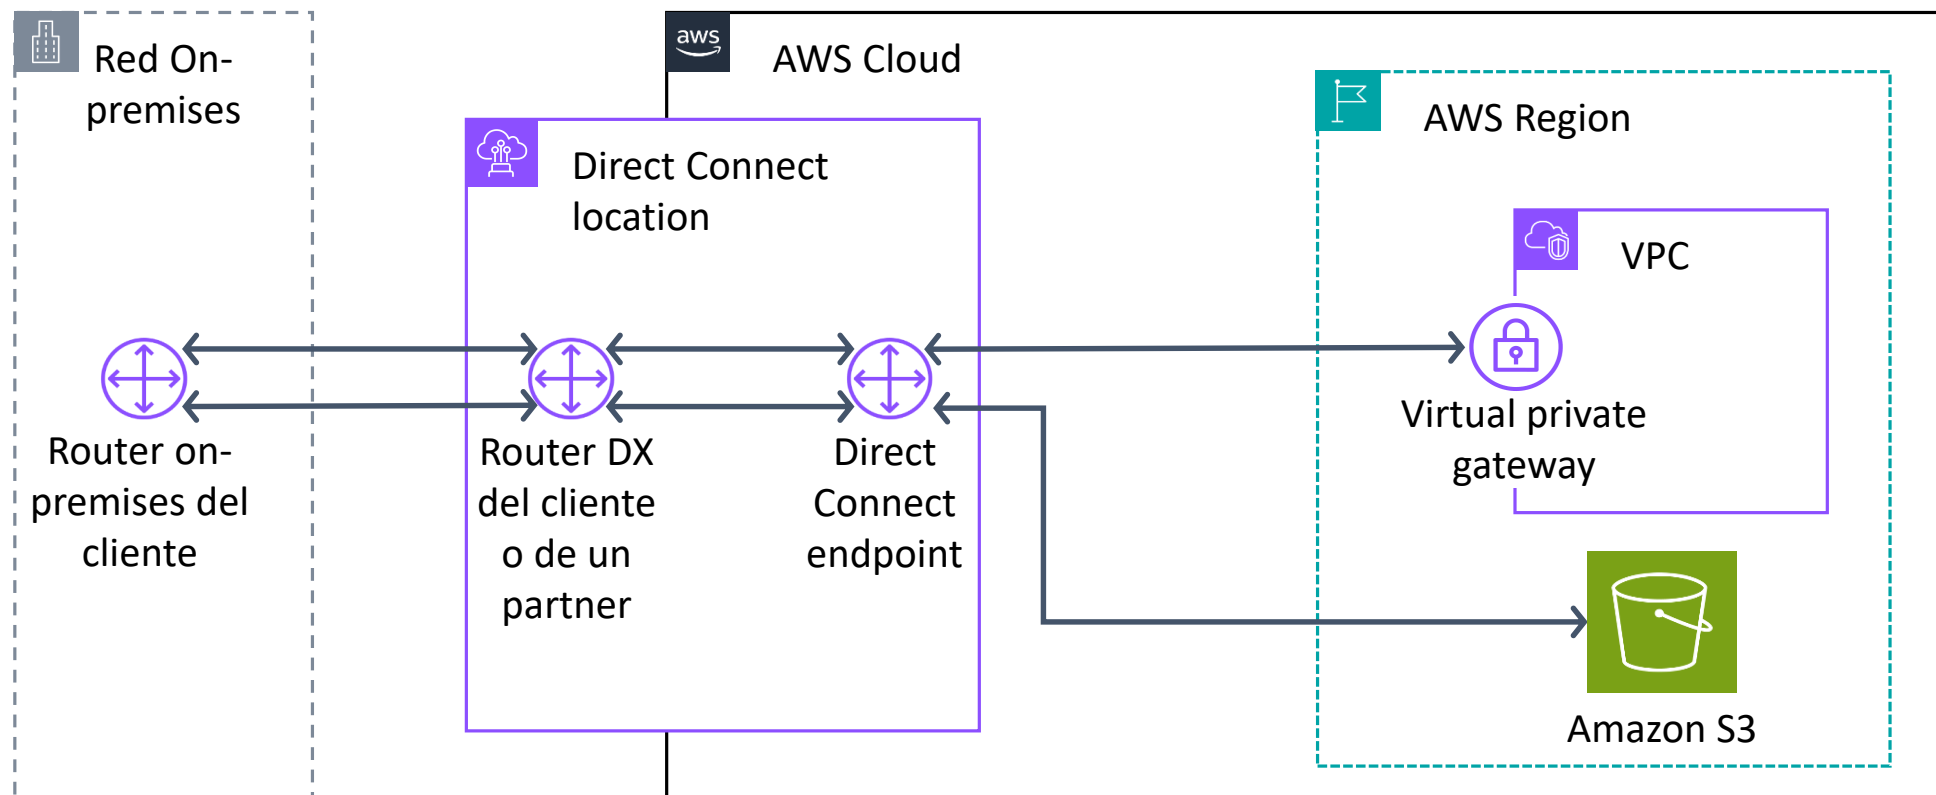 Red On-
premises
aws
AWS Cloud
Direct Connect
location
AWS Region
VPC
Router on-
premises del
cliente
Router DX
del cliente
o de un
partner
Direct
Connect
endpoint
Virtual private
gateway
Amazon S3